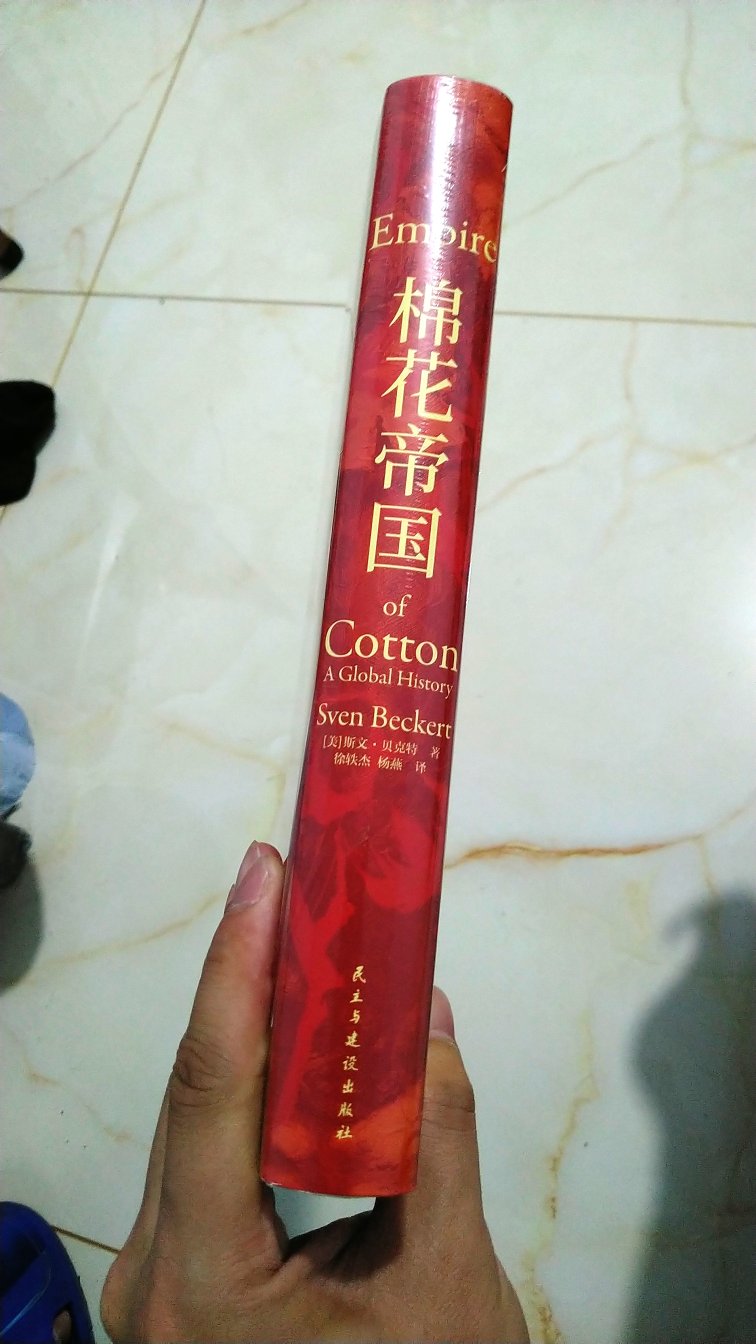 Empire
棉花帝国
of
Cotton
A Global History
Sven Beckert
[美]斯文·贝克特 著
徐轶杰 杨燕 译
民主与建设出版社